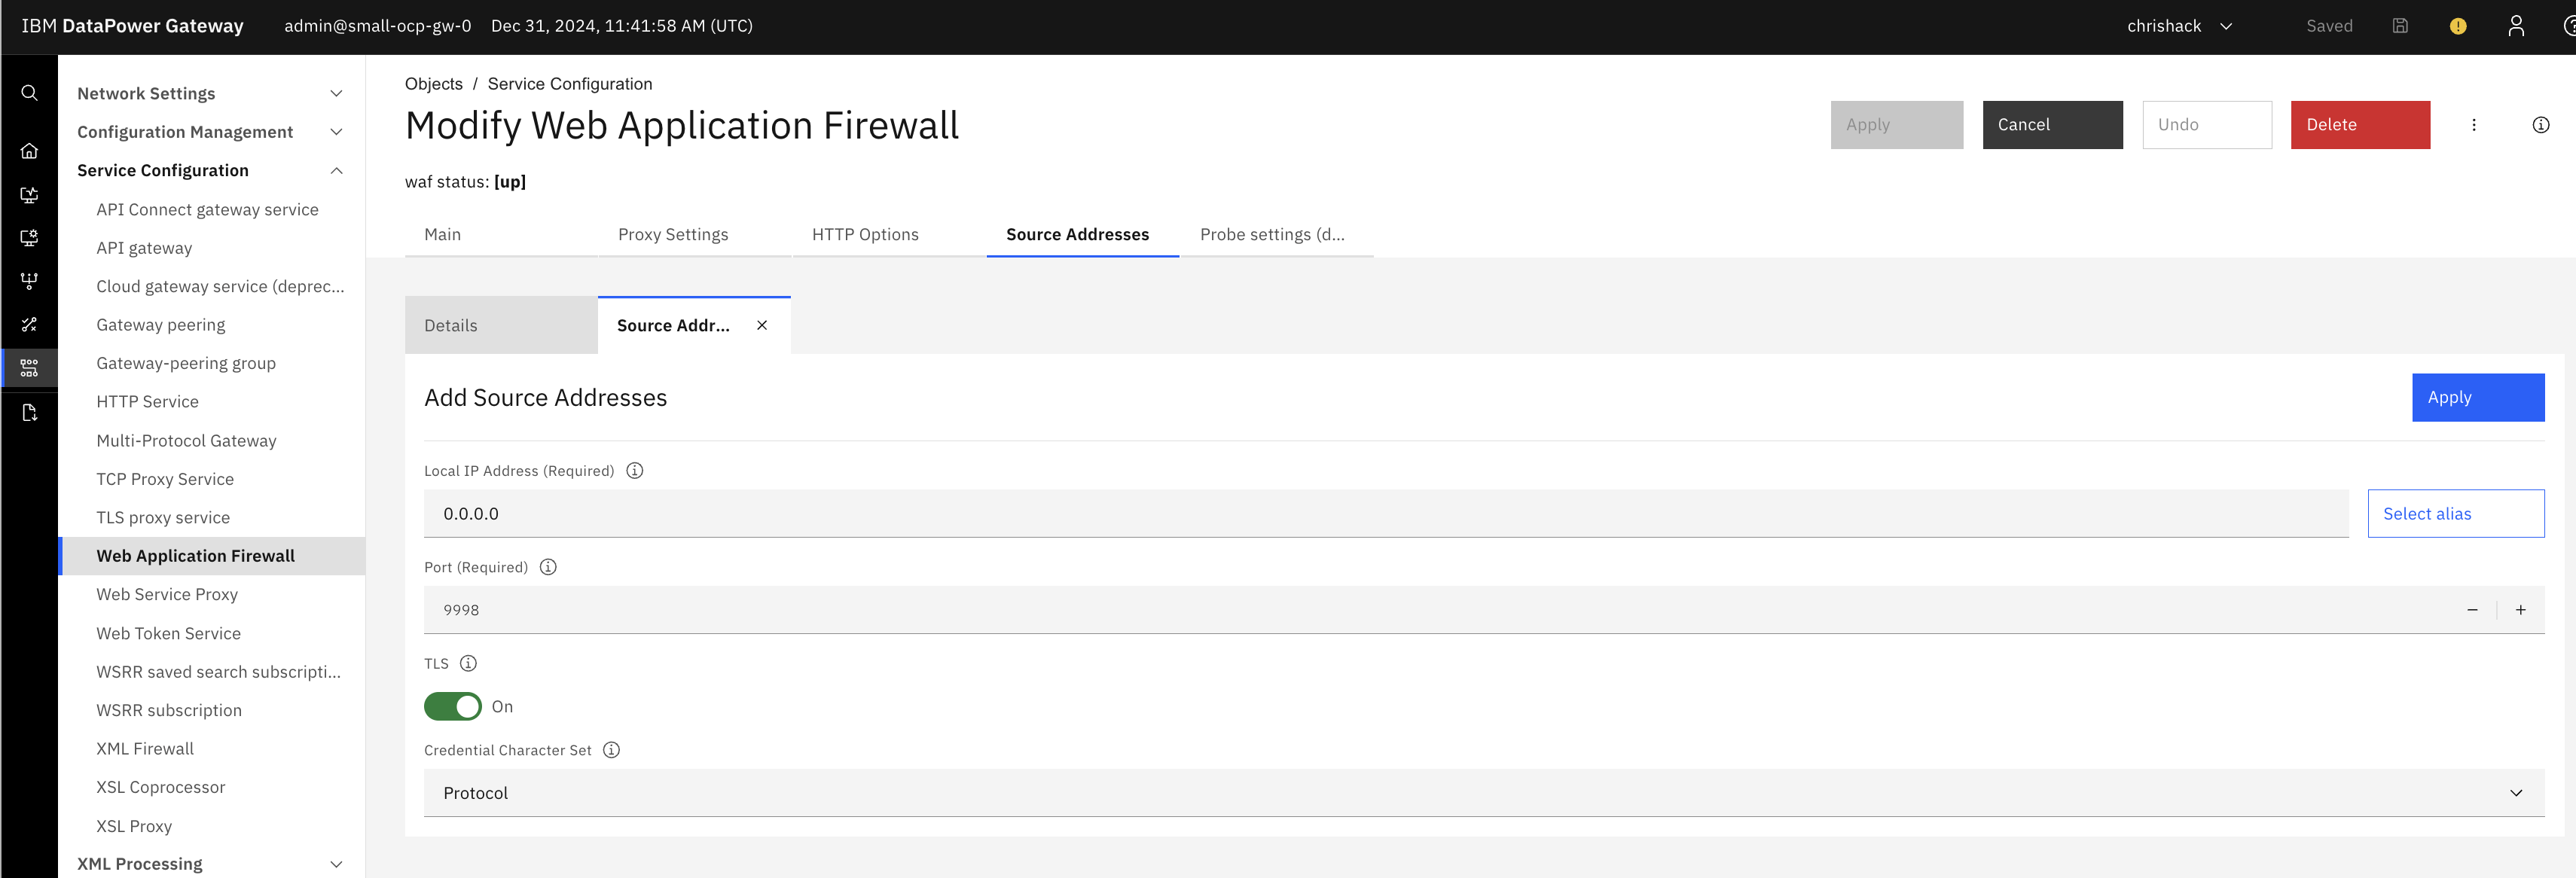 IBM DataPower Gateway admin@small-ocp-gw-0 Dec 31, 2024, 11:41:58 AM (UTC) chrishack Saved
Network Settings
Configuration Management
Service Configuration
API Connect gateway service
API gateway
Cloud gateway service (deprec...
Gateway peering
Gateway-peering group
HTTP Service
Multi-Protocol Gateway
TCP Proxy Service
TLS proxy service
Web Application Firewall
Web Service Proxy
Web Token Service
WSRR saved search subscripti...
WSRR subscription
XML Firewall
XSL Coprocessor
XSL Proxy
XML Processing
Objects / Service Configuration
Modify Web Application Firewall
Apply Cancel Undo Delete
waf status: [up]
Main Proxy Settings HTTP Options Source Addresses Probe settings (d...
Details Source Addr...
Add Source Addresses Apply
Local IP Address (Required)
0.0.0.0 Select alias
Port (Required)
9998
TLS
On
Credential Character Set
Protocol